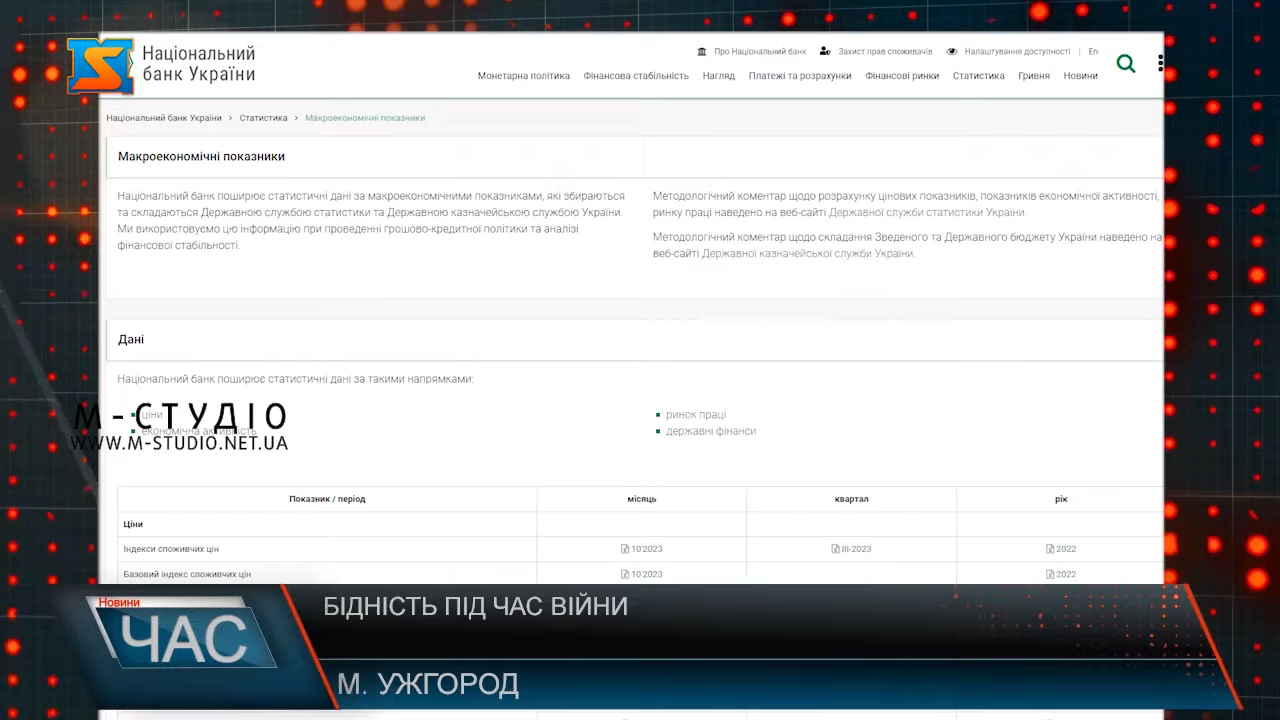 Національний
банк України
Про Національний банк
Захист прав споживачів
Налаштування доступності
|
En
Монетарна політика
Фінансова стабільність
Нагляд
Платежі та розрахунки
Фінансові ринки
Статистика
Гривня
Новини
Національний банк України > Статистика > Макроекономічні показники
Макроекономічні показники
Національний банк поширює статистичні дані за макроекономічними показниками, які збираються
та складаються Державною службою статистики та Державною казначейською службою України.
Ми використовуємо цю інформацію при проведенні грошово-кредитної політики та аналізі
фінансової стабільності.
Методологічний коментар щодо розрахунку цінових показників, показників економічної активності,
ринку праці наведено на веб-сайті Державної служби статистики України.
Методологічний коментар щодо складання Зведеного та Державного бюджету України наведено на
веб-сайті Державної казначейської служби України.
Дані
Національний банк поширює статистичні дані за такими напрямками:
ціни
економічна активність
ринок праці
державні фінанси
М-СТУДІО
WWW.M-STUDIO.NET.UA
Показник / період
місяць
квартал
рік
Ціни
Індекси споживчих цін
10'2023
III-2023
2022
Базовий індекс споживчих цін
10'2023
2022
Новини
ЧАС
БІДНІСТЬ ПІД ЧАС ВІЙНИ
М. УЖГОРОД